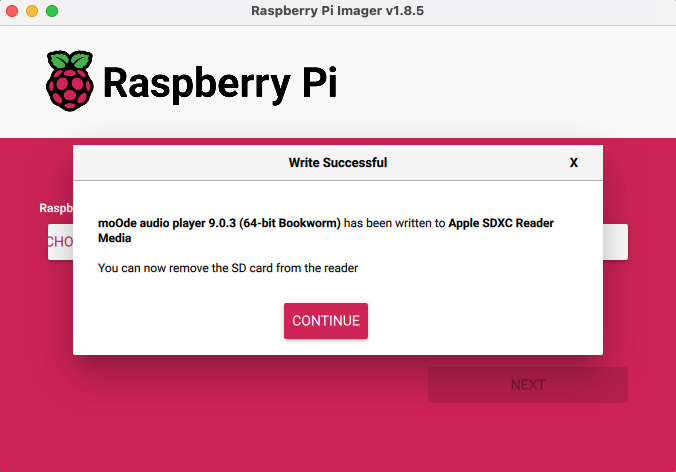 Raspberry Pi Imager v1.8.5
Raspberry Pi
Write Successful
X
Raspb
moOde audio player 9.0.3 (64-bit Bookworm) has been written to Apple SDXC Reader
Media
CHO
You can now remove the SD card from the reader
CONTINUE
NEXT